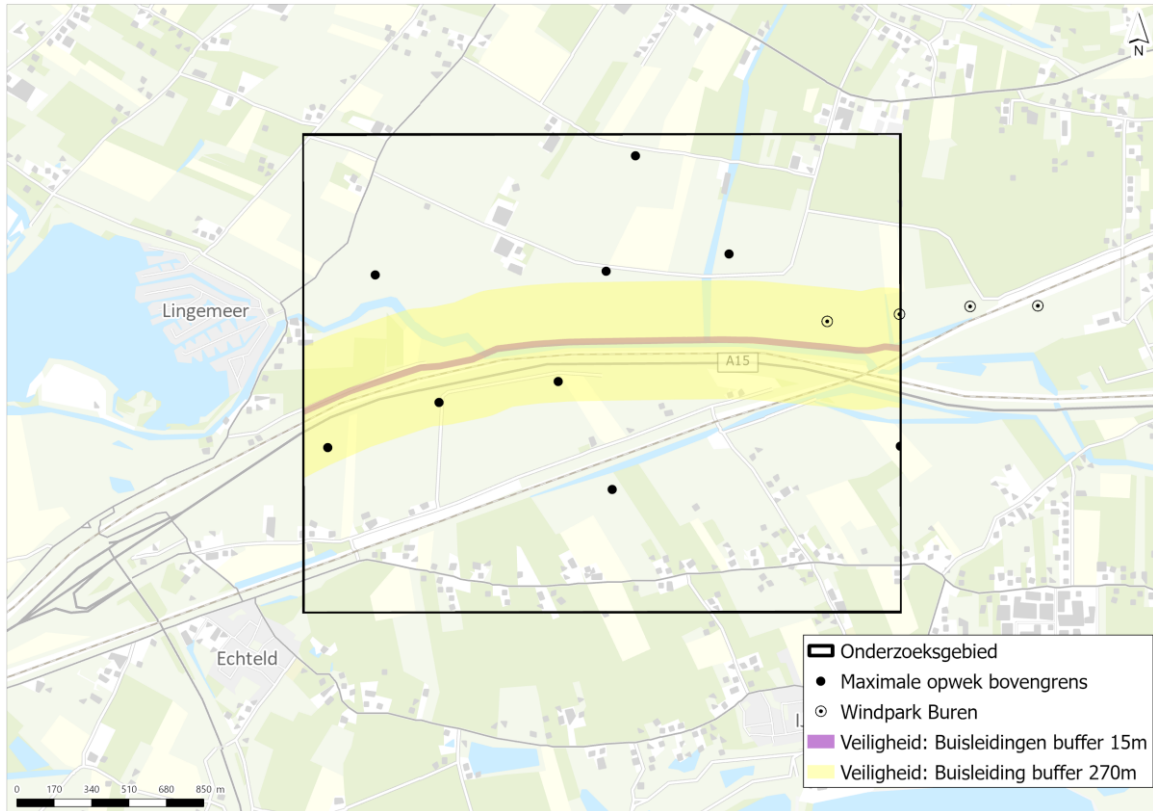 N
Lingemeer
A15
Echteld
Onderzoeksgebied
Maximale opwek bovengrens
Windpark Buren
Veiligheid: Buisleidingen buffer 15m
Veiligheid: Buisleiding buffer 270m
0 170 340 510 680 850 m